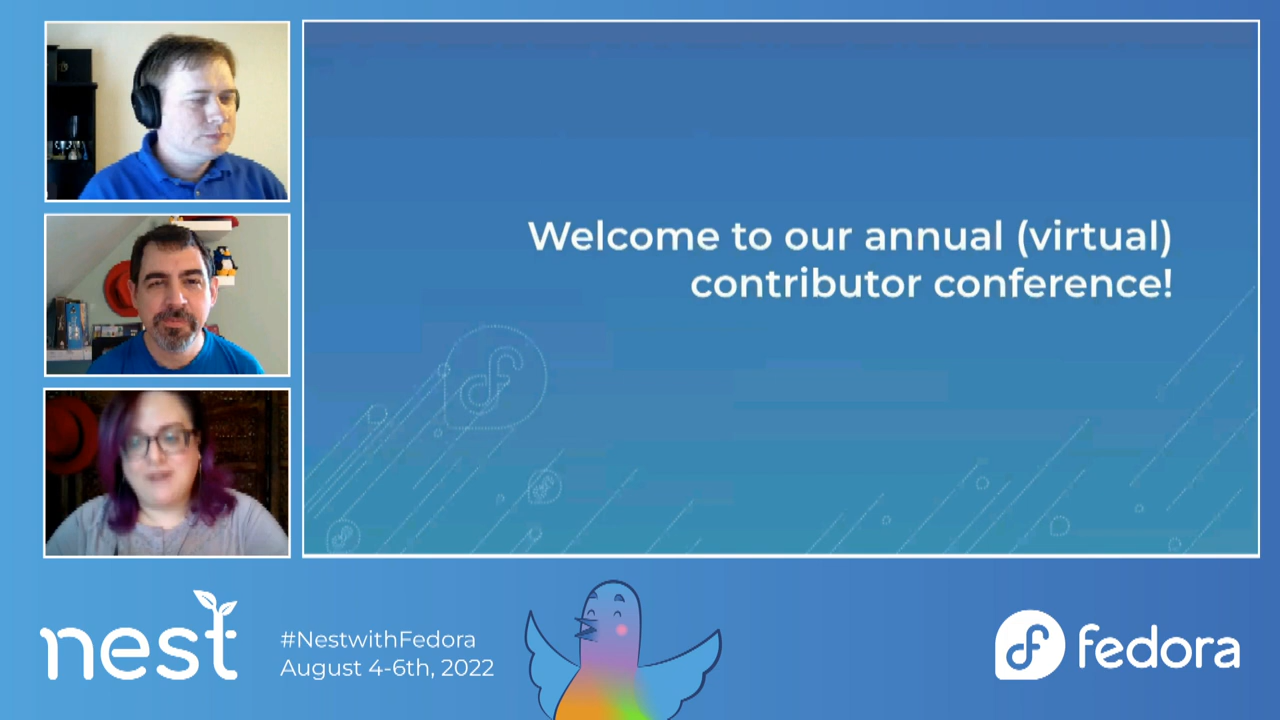 Welcome to our annual (virtual)
contributor conference!
nest
#NestwithFedora
August 4-6th, 2022
fedora